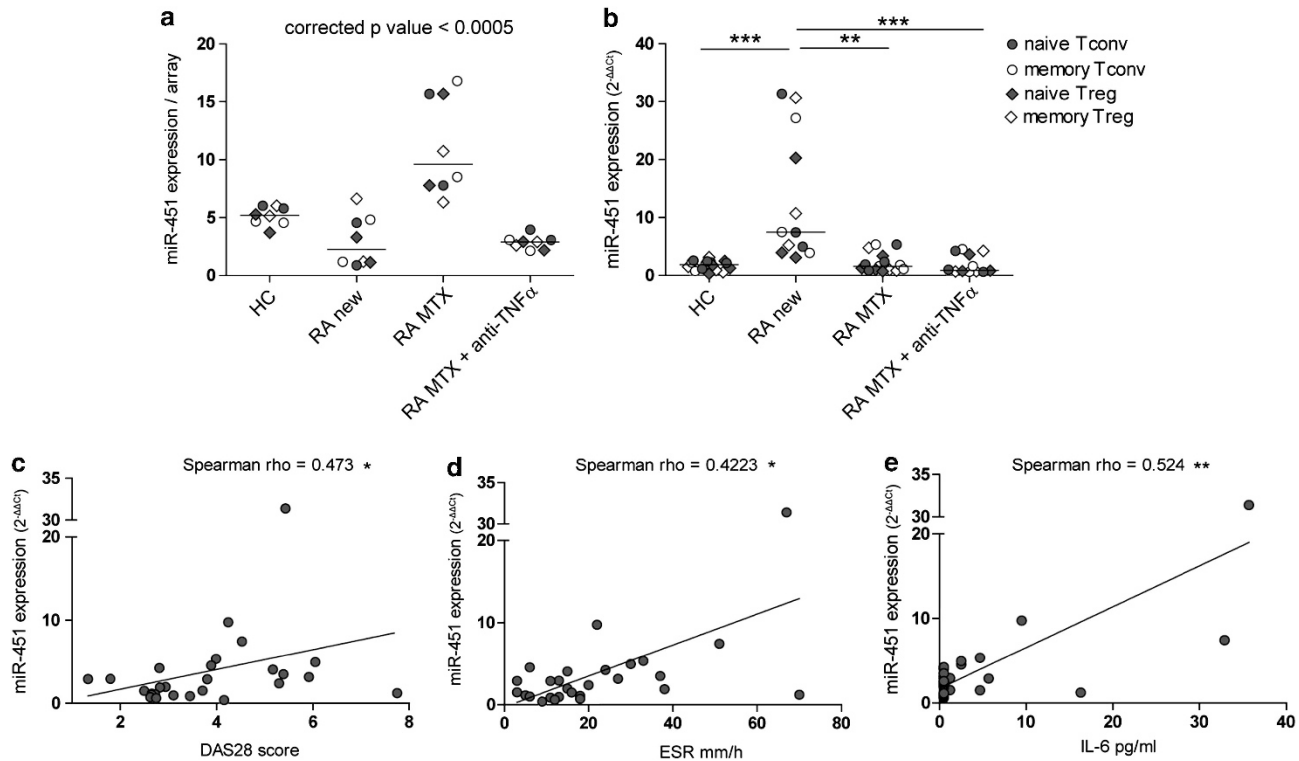 a
corrected p value < 0.0005
miR-451 expression / array
20
15
10
5
0
HC
RA new
RA MTX
RA MTX + anti-TNFα
b
***
***
**
miR-451 expression (2-ΔΔCt)
40
30
20
10
0
HC
RA new
RA MTX
RA MTX + anti-TNFα
naive Tconv
memory Tconv
naive Treg
memory Treg
c
Spearman rho = 0.473 *
miR-451 expression (2-ΔΔCt)
35
30
20
10
0
2 4 6 8
DAS28 score
d
Spearman rho = 0.4223 *
miR-451 expression (2-ΔΔCt)
35
30
20
10
0
0 20 40 60 80
ESR mm/h
e
Spearman rho = 0.524 **
miR-451 expression (2-ΔΔCt)
35
30
20
10
0
0 10 20 30 40
IL-6 pg/ml